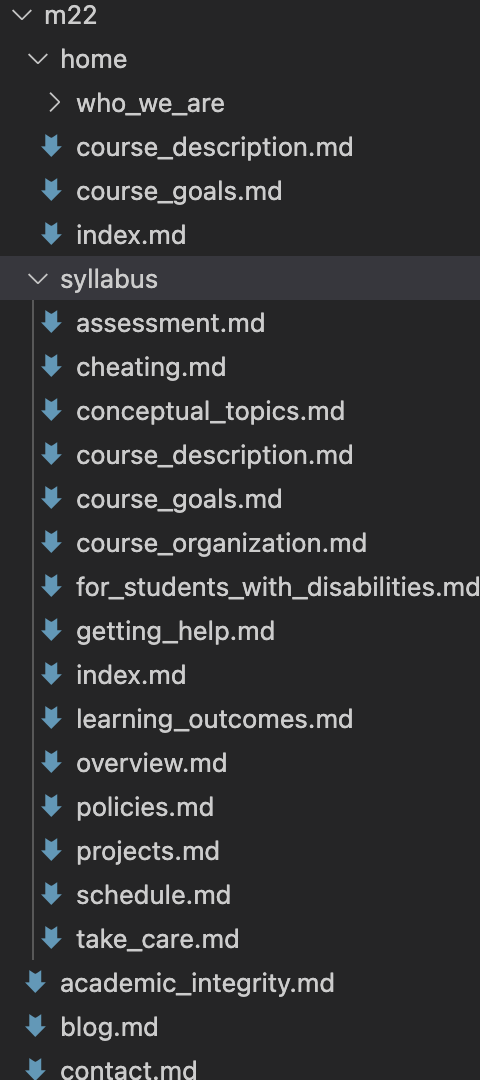 m22
home
who_we_are
course_description.md
course_goals.md
index.md
syllabus
assessment.md
cheating.md
conceptual_topics.md
course_description.md
course_goals.md
course_organization.md
for_students_with_disabilities.md
getting_help.md
index.md
learning_outcomes.md
overview.md
policies.md
projects.md
schedule.md
take_care.md
academic_integrity.md
blog.md
contact.md